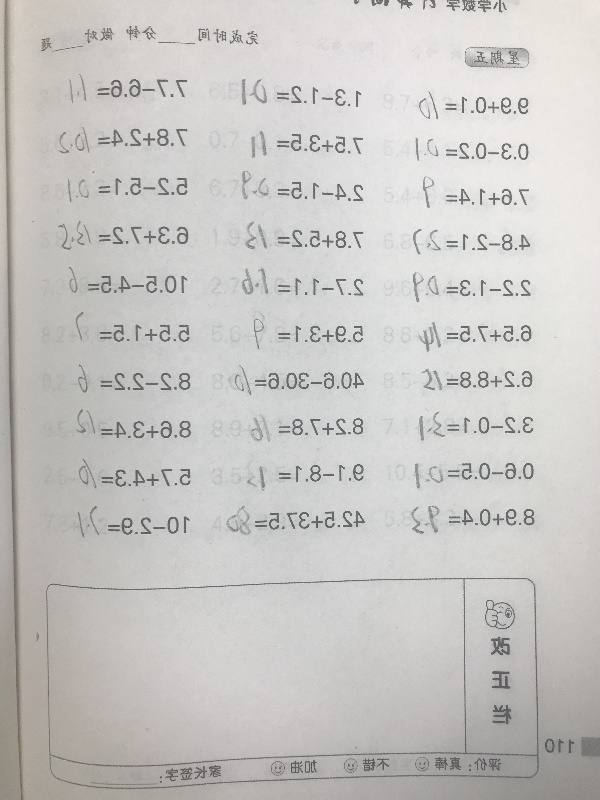 小学数学
完成时间____分钟 做对____题
星期五
9.9+0.1=10 1.3−1.2=0.1 7.7−6.6=1.1
0.3−0.2=0.1 7.5+3.5=11 7.8+2.4=10.2
7.6+1.4=9 2.4−1.5=0.9 5.2−5.1=0.1
4.8−2.1=2.7 7.8+5.2=13 6.3+7.2=13.5
2.2−1.3=0.9 2.7−1.1=1.6 10.5−4.5=6
6.5+7.5=14 5.9+3.1=9 5.5+1.5=7
6.2+8.8=15 40.6−30.6=10 8.2−2.2=6
3.2−0.1=3.1 8.2+7.8=16 8.6+3.4=12
0.6−0.5=0.1 9.1−8.1= 5.7+4.3=10
8.9+0.4=9.3 42.5+37.5=80 10−2.9=7.1
改正栏
评价：真棒 不错 加油 家长签字：________
110